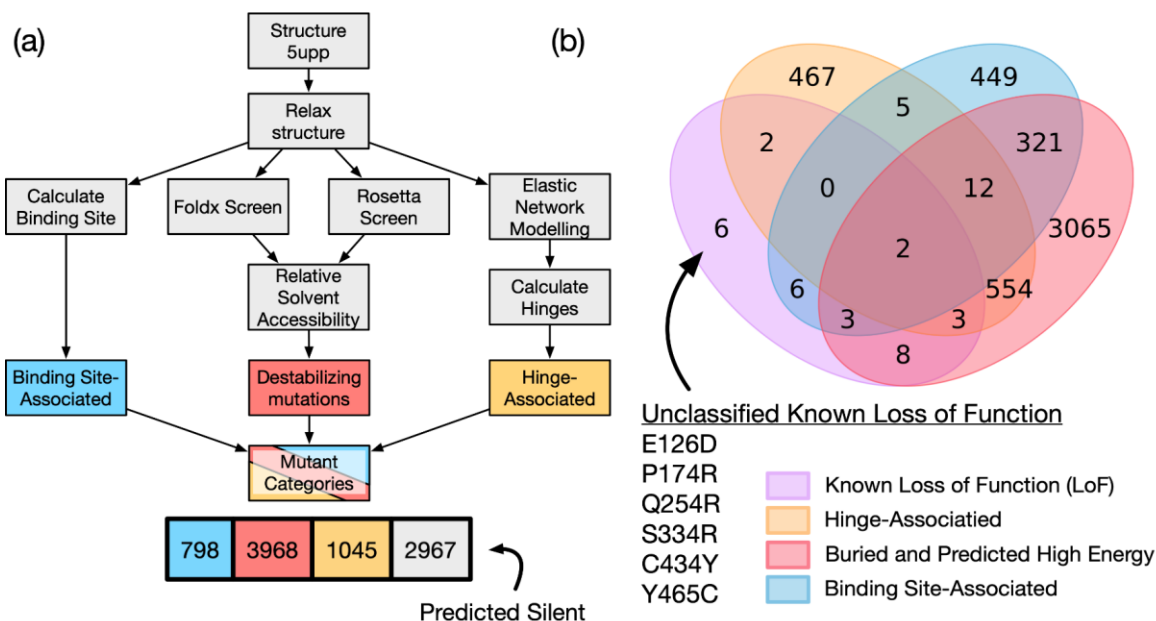 (a)
Structure
5upp
Relax
structure
Calculate
Binding Site
Foldx Screen
Rosetta
Screen
Elastic
Network
Modelling
Relative
Solvent
Accessibility
Calculate
Hinges
Binding Site-
Associated
Destabilizing
mutations
Hinge-
Associated
Mutant
Categories
798 3968 1045 2967
Predicted Silent
(b)
467
449
5
2
321
0
12
6
3065
2
6
554
3
3
8
Unclassified Known Loss of Function
E126D
P174R
Q254R
S334R
C434Y
Y465C
Known Loss of Function (LoF)
Hinge-Associatied
Buried and Predicted High Energy
Binding Site-Associated